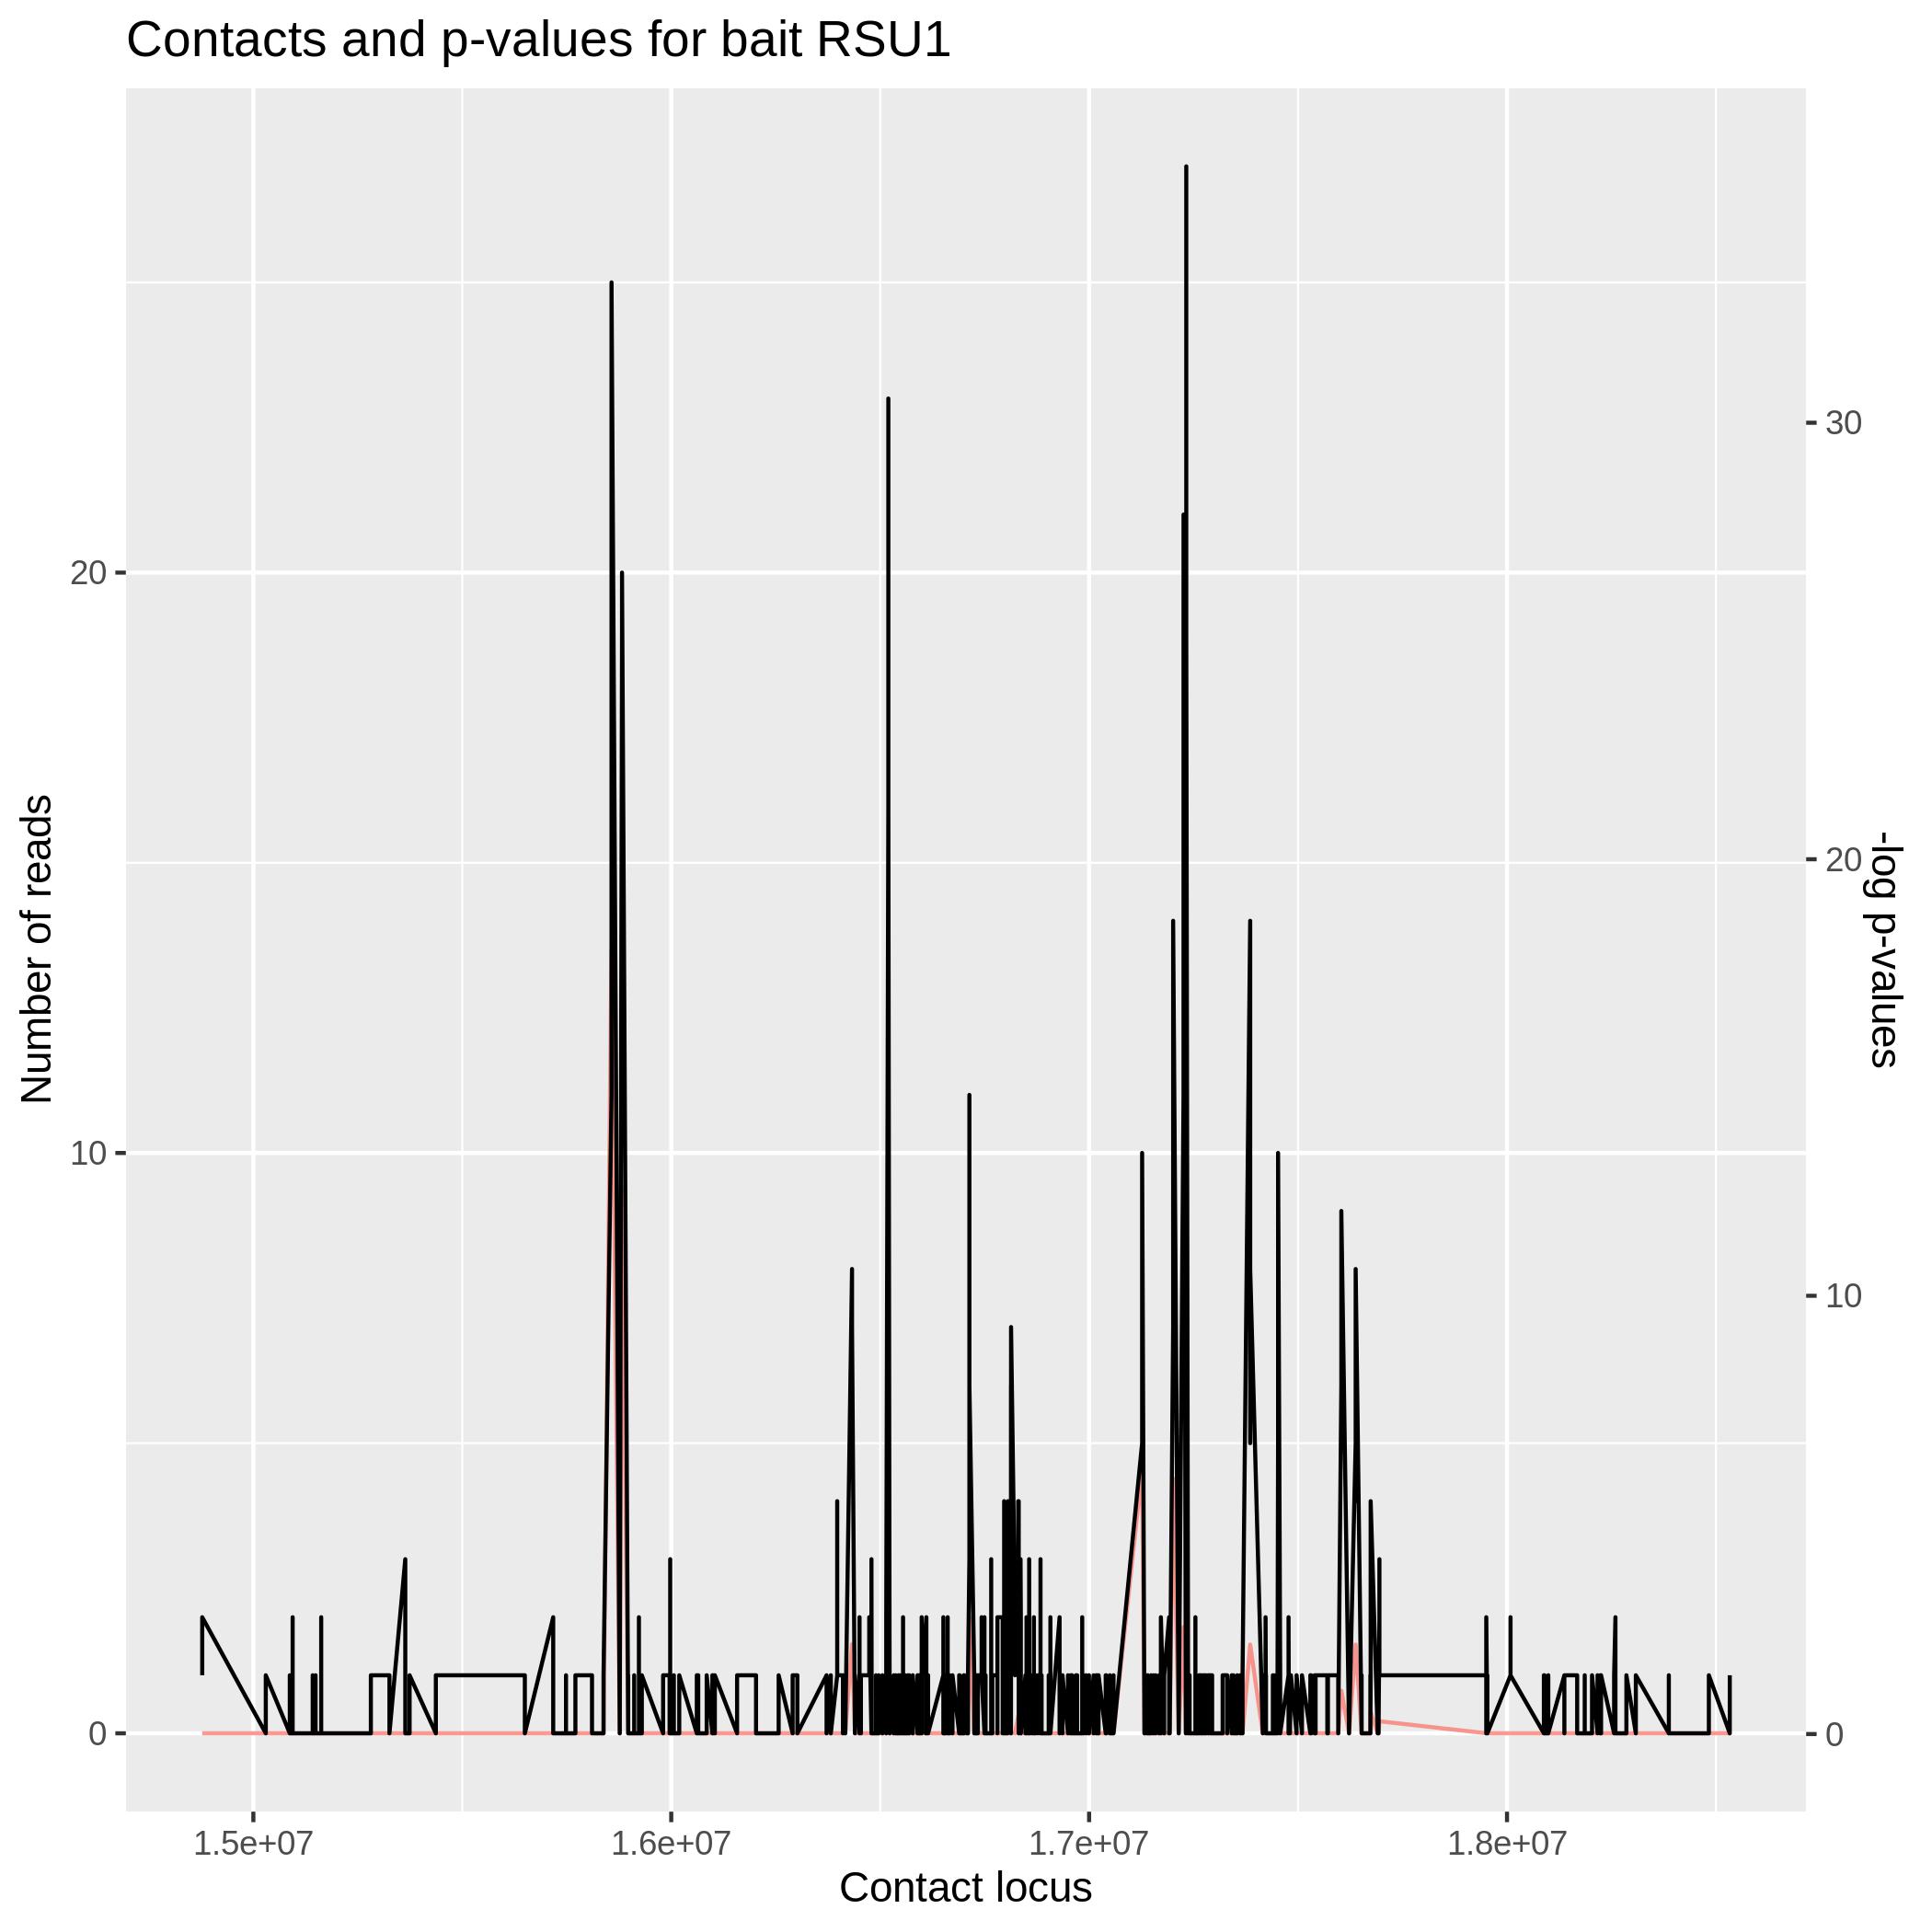 Contacts and p-values for bait RSU1
Number of reads
20
10
0
30
20
10
0
-log p-values
1.5e+07
1.6e+07
1.7e+07
1.8e+07
Contact locus